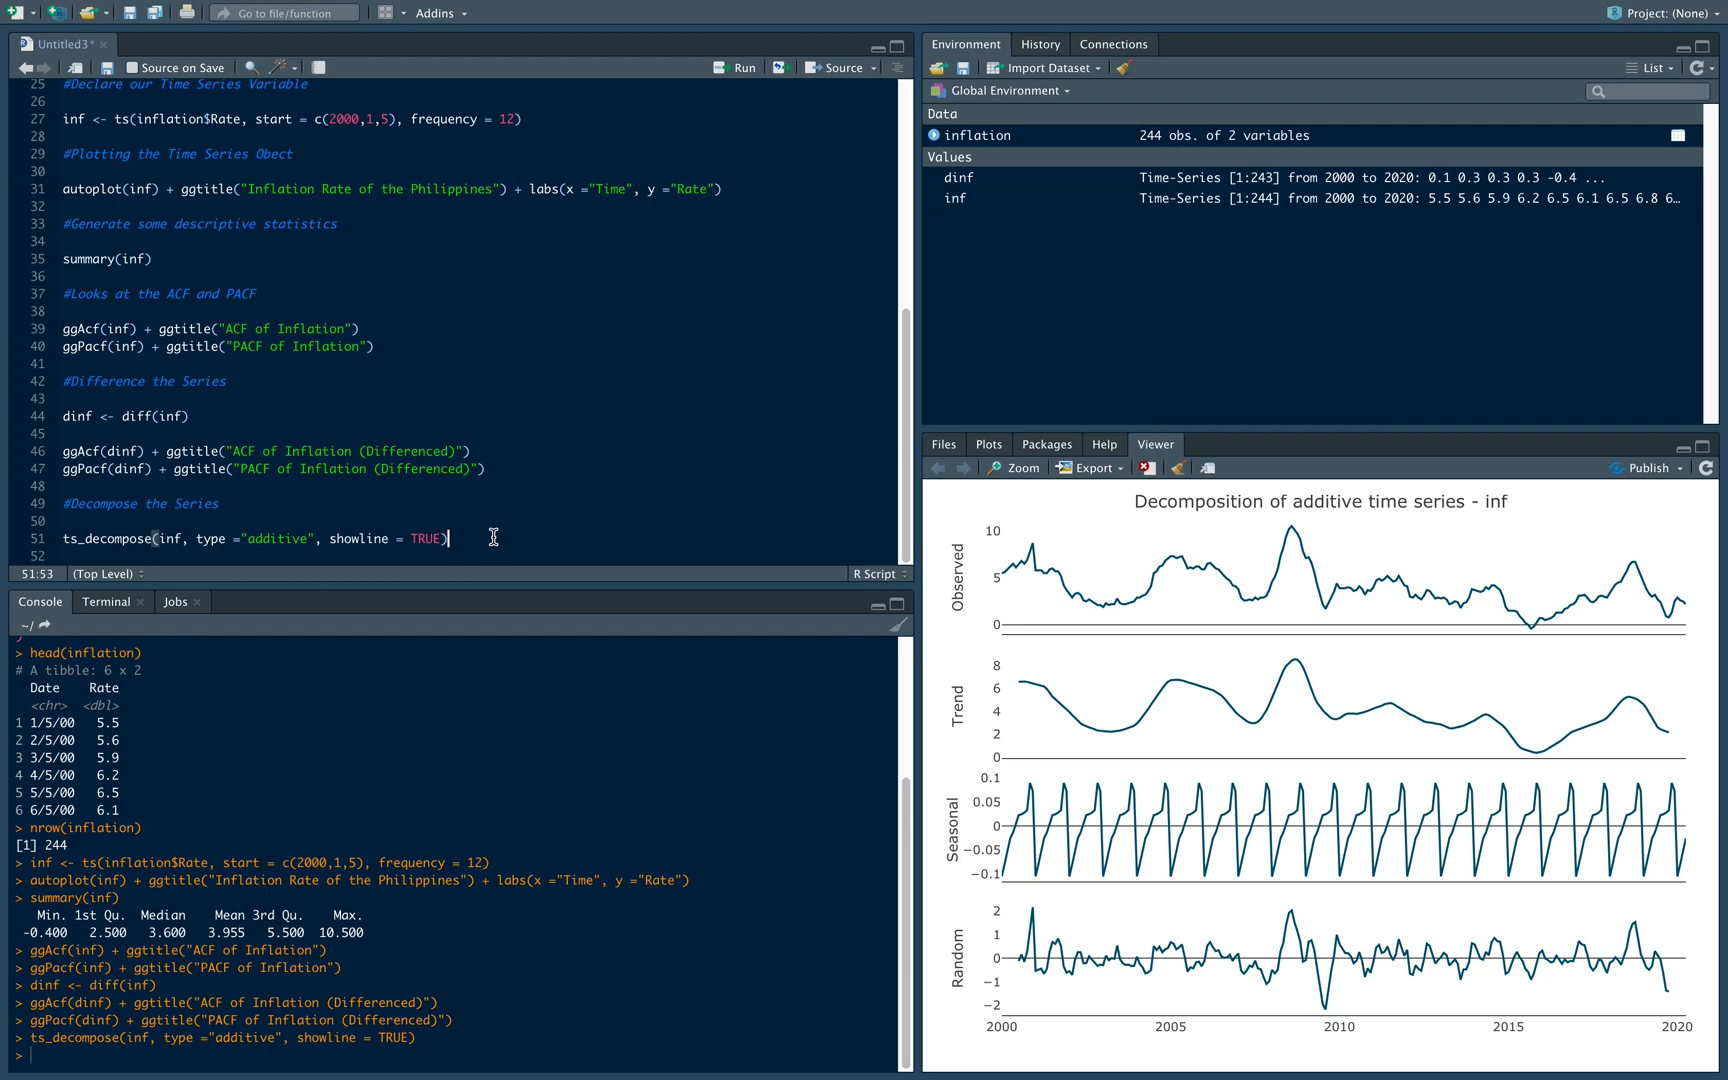 Go to file/function
Addins
Project: (None)
Untitled3*
Source on Save
Run
Source
25 #Declare our Time Series Variable
26
27 inf <- ts(inflation$Rate, start = c(2000,1,5), frequency = 12)
28
29 #Plotting the Time Series Obect
30
31 autoplot(inf) + ggtitle("Inflation Rate of the Philippines") + labs(x ="Time", y ="Rate")
32
33 #Generate some descriptive statistics
34
35 summary(inf)
36
37 #Looks at the ACF and PACF
38
39 ggAcf(inf) + ggtitle("ACF of Inflation")
40 ggPacf(inf) + ggtitle("PACF of Inflation")
41
42 #Difference the Series
43
44 dinf <- diff(inf)
45
46 ggAcf(dinf) + ggtitle("ACF of Inflation (Differenced)")
47 ggPacf(dinf) + ggtitle("PACF of Inflation (Differenced)")
48
49 #Decompose the Series
50
51 ts_decompose(inf, type ="additive", showline = TRUE)
52
51:53 (Top Level) R Script
Console Terminal Jobs
~/
> head(inflation)
# A tibble: 6 x 2
Date Rate
<chr> <dbl>
1 1/5/00 5.5
2 2/5/00 5.6
3 3/5/00 5.9
4 4/5/00 6.2
5 5/5/00 6.5
6 6/5/00 6.1
> nrow(inflation)
[1] 244
> inf <- ts(inflation$Rate, start = c(2000,1,5), frequency = 12)
> autoplot(inf) + ggtitle("Inflation Rate of the Philippines") + labs(x ="Time", y ="Rate")
> summary(inf)
Min. 1st Qu. Median Mean 3rd Qu. Max.
-0.400 2.500 3.600 3.955 5.500 10.500
> ggAcf(inf) + ggtitle("ACF of Inflation")
> ggPacf(inf) + ggtitle("PACF of Inflation")
> dinf <- diff(inf)
> ggAcf(dinf) + ggtitle("ACF of Inflation (Differenced)")
> ggPacf(dinf) + ggtitle("PACF of Inflation (Differenced)")
> ts_decompose(inf, type ="additive", showline = TRUE)
>
Environment History Connections
Import Dataset
List
Global Environment
Data
inflation 244 obs. of 2 variables
Values
dinf Time-Series [1:243] from 2000 to 2020: 0.1 0.3 0.3 0.3 -0.4 ...
inf Time-Series [1:244] from 2000 to 2020: 5.5 5.6 5.9 6.2 6.5 6.1 6.5 6.8 6…
Files Plots Packages Help Viewer
Zoom Export Publish
Decomposition of additive time series - inf
Observed
10
5
0
Trend
8
6
4
2
0
Seasonal
0.1
0.05
0
−0.05
−0.1
Random
2
1
0
−1
−2
2000 2005 2010 2015 2020